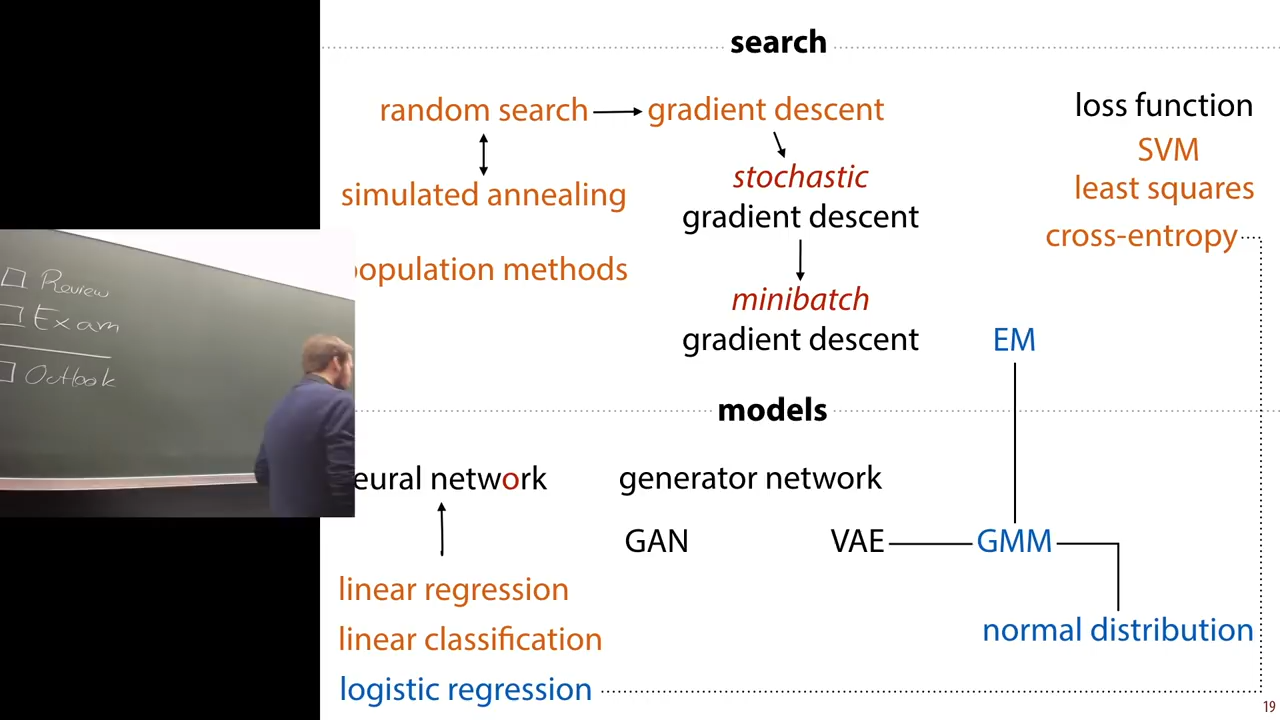 search
random search
gradient descent
loss function
SVM
least squares
cross-entropy
simulated annealing
stochastic
gradient descent
population methods
minibatch
gradient descent
EM
Review
Exam
Outlook
models
eural network
generator network
GAN
VAE
GMM
linear regression
linear classification
logistic regression
normal distribution
19